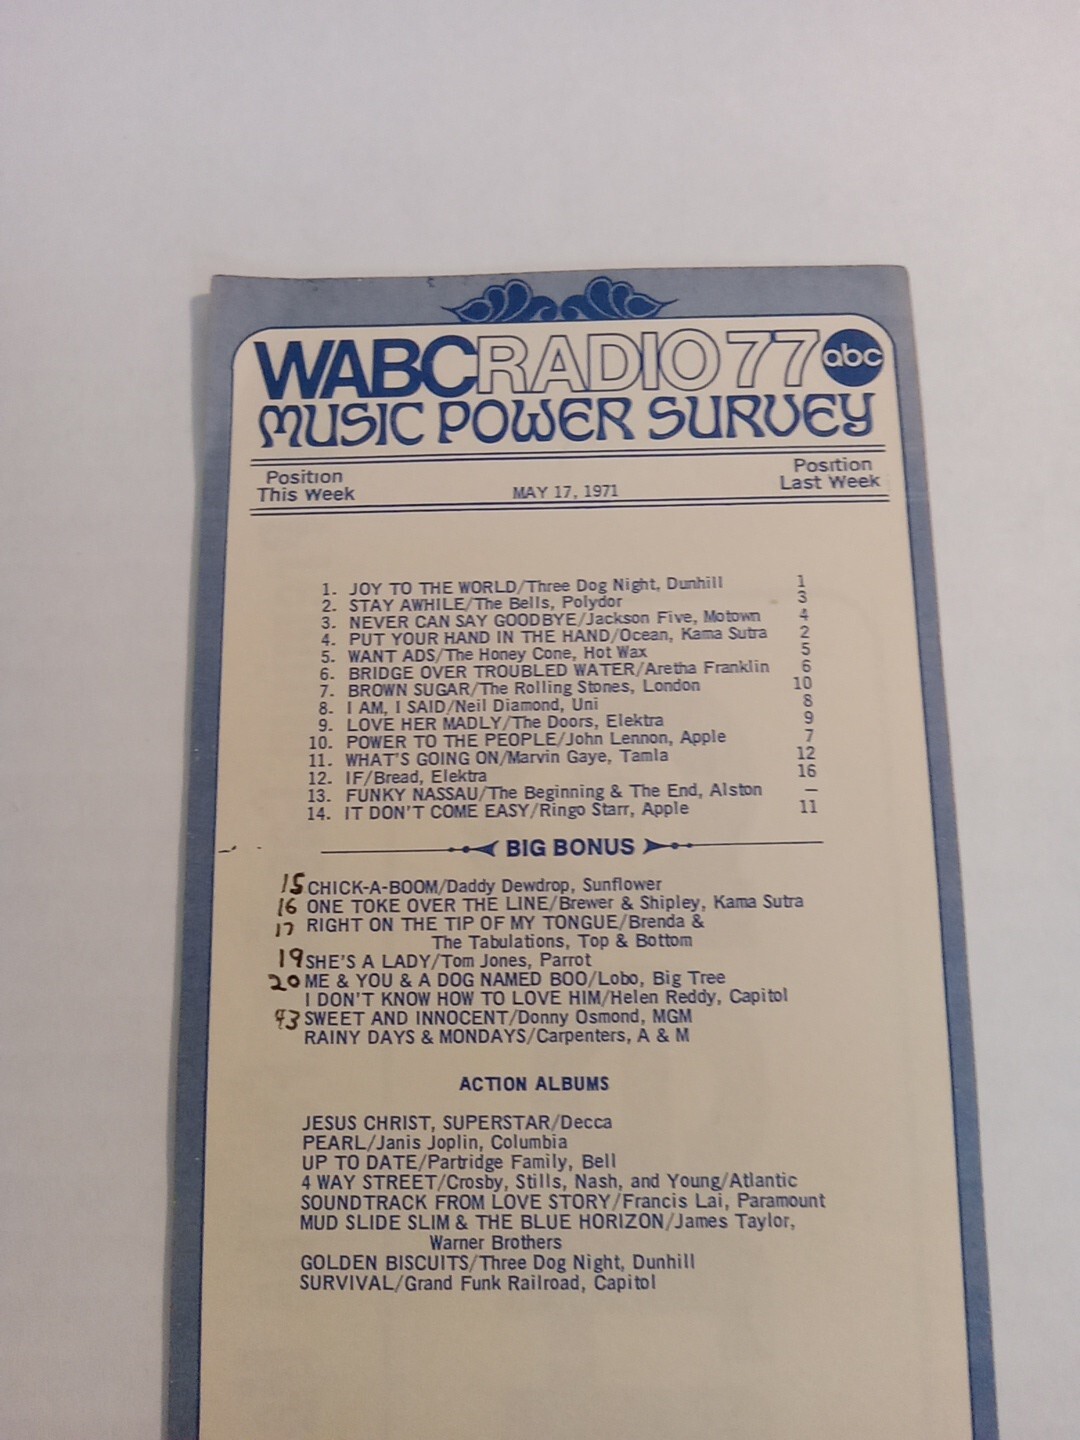 WABC RADIO 77 abc
MUSIC POWER SURVEY
Position This Week
MAY 17, 1971
Position Last Week
1. JOY TO THE WORLD/Three Dog Night, Dunhill 1
2. STAY AWHILE/The Bells, Polydor 3
3. NEVER CAN SAY GOODBYE/Jackson Five, Motown 4
4. PUT YOUR HAND IN THE HAND/Ocean, Kama Sutra 2
5. WANT ADS/The Honey Cone, Hot Wax 5
6. BRIDGE OVER TROUBLED WATER/Aretha Franklin 6
7. BROWN SUGAR/The Rolling Stones, London 10
8. I AM, I SAID/Neil Diamond, Uni 8
9. LOVE HER MADLY/The Doors, Elektra 9
10. POWER TO THE PEOPLE/John Lennon, Apple 7
11. WHAT'S GOING ON/Marvin Gaye, Tamla 12
12. IF/Bread, Elektra 16
13. FUNKY NASSAU/The Beginning & The End, Alston —
14. IT DON'T COME EASY/Ringo Starr, Apple 11
BIG BONUS
15 CHICK-A-BOOM/Daddy Dewdrop, Sunflower
16 ONE TOKE OVER THE LINE/Brewer & Shipley, Kama Sutra
17 RIGHT ON THE TIP OF MY TONGUE/Brenda &
The Tabulations, Top & Bottom
19 SHE'S A LADY/Tom Jones, Parrot
20 ME & YOU & A DOG NAMED BOO/Lobo, Big Tree
I DON'T KNOW HOW TO LOVE HIM/Helen Reddy, Capitol
43 SWEET AND INNOCENT/Donny Osmond, MGM
RAINY DAYS & MONDAYS/Carpenters, A & M
ACTION ALBUMS
JESUS CHRIST, SUPERSTAR/Decca
PEARL/Janis Joplin, Columbia
UP TO DATE/Partridge Family, Bell
4 WAY STREET/Crosby, Stills, Nash, and Young/Atlantic
SOUNDTRACK FROM LOVE STORY/Francis Lai, Paramount
MUD SLIDE SLIM & THE BLUE HORIZON/James Taylor,
Warner Brothers
GOLDEN BISCUITS/Three Dog Night, Dunhill
SURVIVAL/Grand Funk Railroad, Capitol